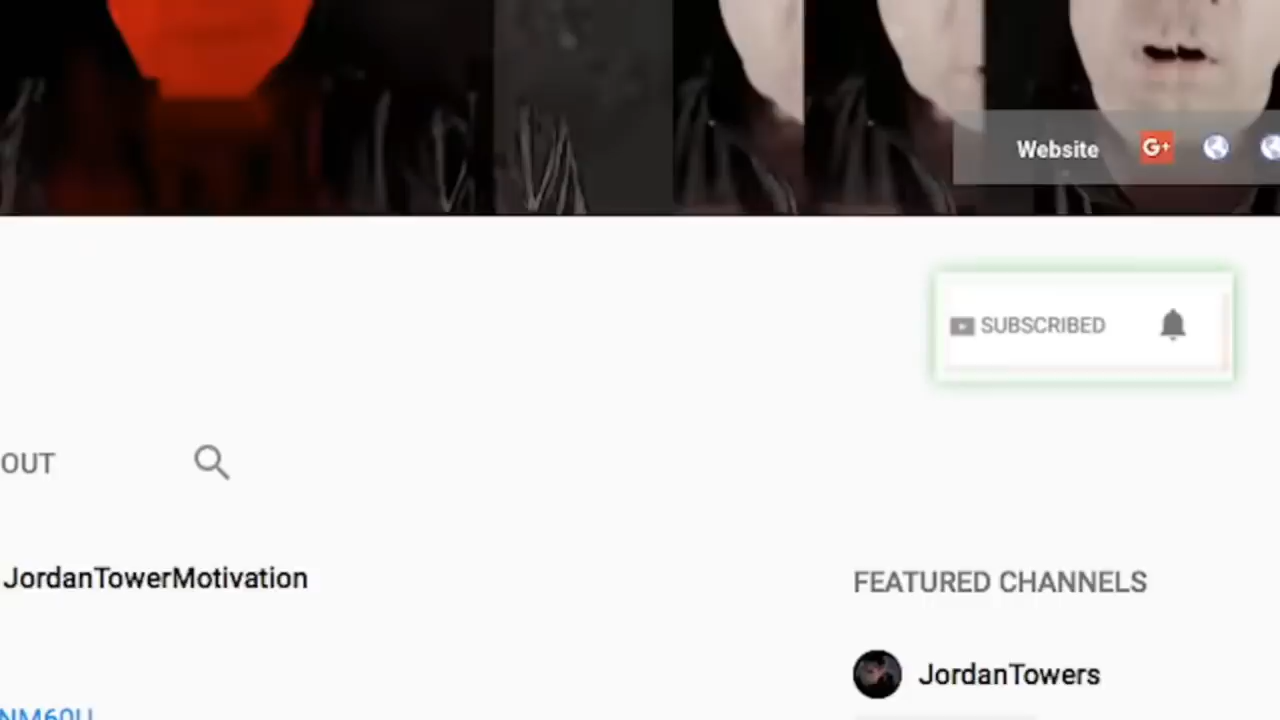 Website G+
SUBSCRIBED
OUT
JordanTowerMotivation
FEATURED CHANNELS
JordanTowers